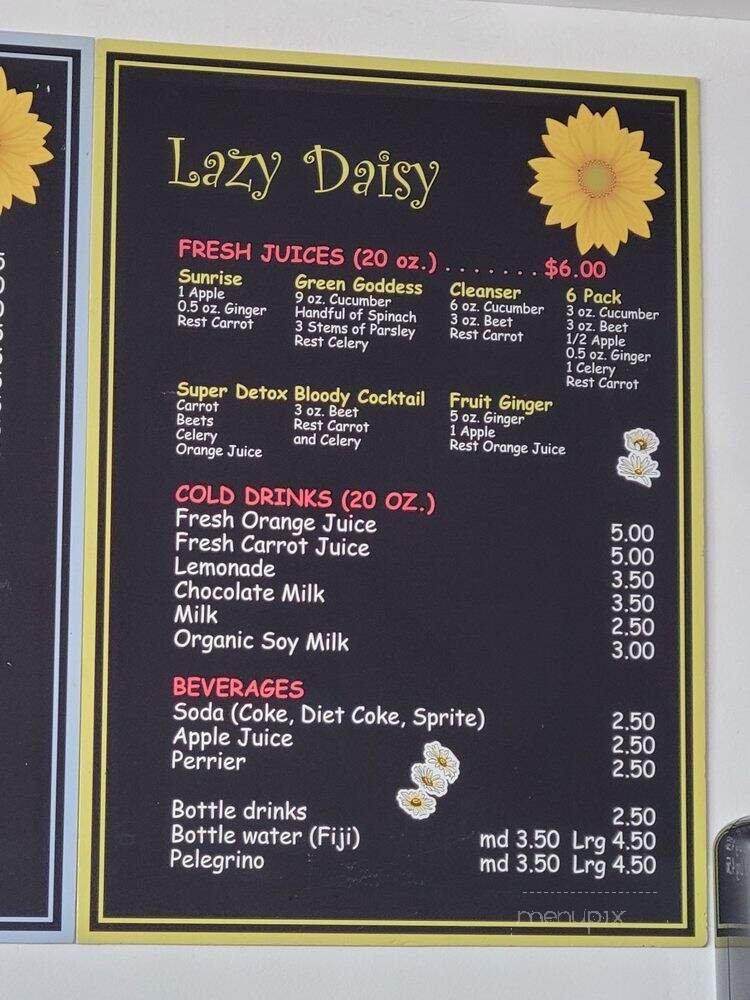 Lazy Daisy
FRESH JUICES (20 oz.) . . . . . . . $6.00
Sunrise
1 Apple
0.5 oz. Ginger
Rest Carrot
Green Goddess
9 oz. Cucumber
Handful of Spinach
3 Stems of Parsley
Rest Celery
Cleanser
6 oz. Cucumber
3 oz. Beet
Rest Carrot
6 Pack
3 oz. Cucumber
3 oz. Beet
1/2 Apple
0.5 oz. Ginger
1 Celery
Rest Carrot
Super Detox
Carrot
Beets
Celery
Orange Juice
Bloody Cocktail
3 oz. Beet
Rest Carrot
and Celery
Fruit Ginger
5 oz. Ginger
1 Apple
Rest Orange Juice
COLD DRINKS (20 OZ.)
Fresh Orange Juice 5.00
Fresh Carrot Juice 5.00
Lemonade 3.50
Chocolate Milk 3.50
Milk 2.50
Organic Soy Milk 3.00
BEVERAGES
Soda (Coke, Diet Coke, Sprite) 2.50
Apple Juice 2.50
Perrier 2.50
Bottle drinks 2.50
Bottle water (Fiji) md 3.50 Lrg 4.50
Pelegrino md 3.50 Lrg 4.50
menupix